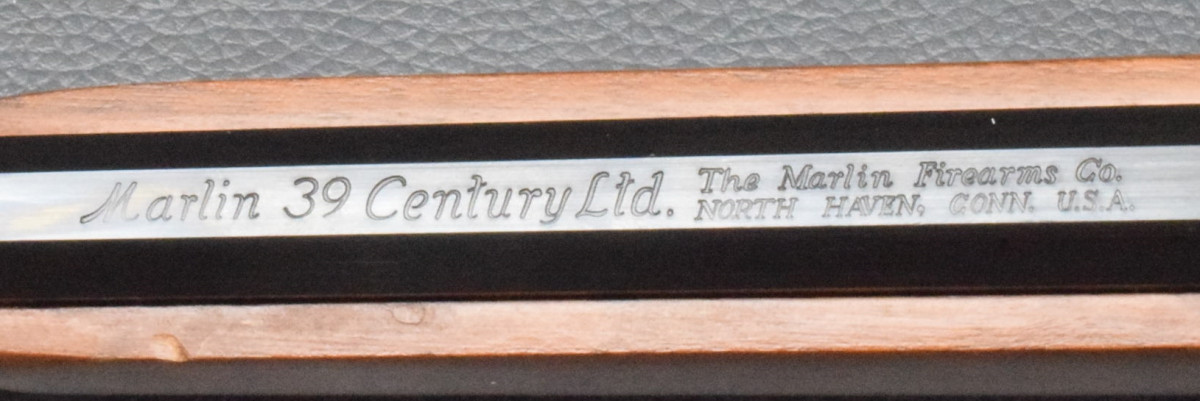 Marlin 39 Century Ltd.
The Marlin Firearms Co.
NORTH HAVEN, CONN. U.S.A.